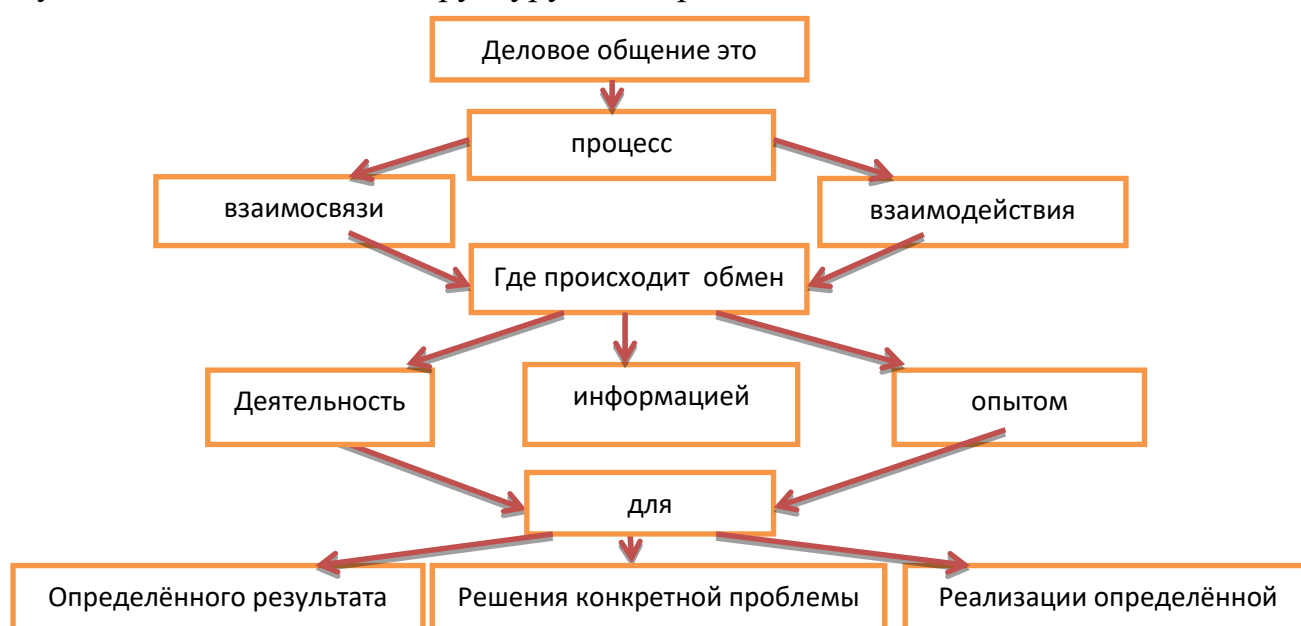 Деловое общение это
процесс
взаимосвязи
взаимодействия
Где происходит обмен
Деятельность
информацией
опытом
для
Определённого результата
Решения конкретной проблемы
Реализации определённой